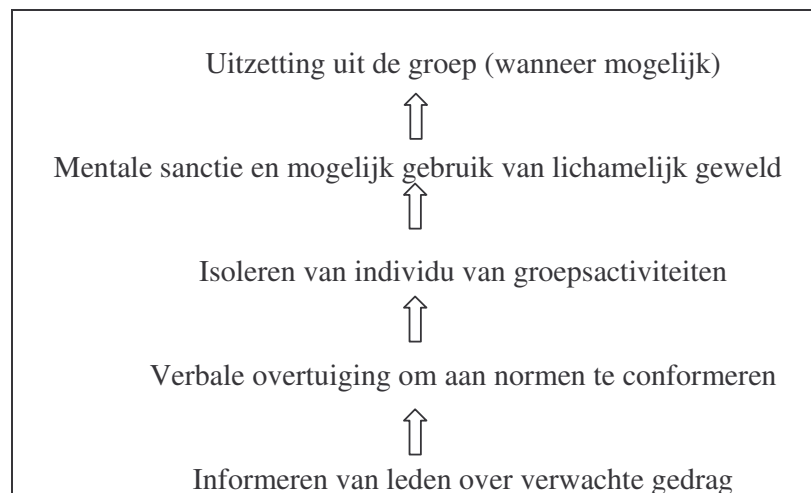 Uitzetting uit de groep (wanneer mogelijk)
Mentale sanctie en mogelijk gebruik van lichamelijk geweld
Isoleren van individu van groepsactiviteiten
Verbale overtuiging om aan normen te conformeren
Informeren van leden over verwachte gedrag